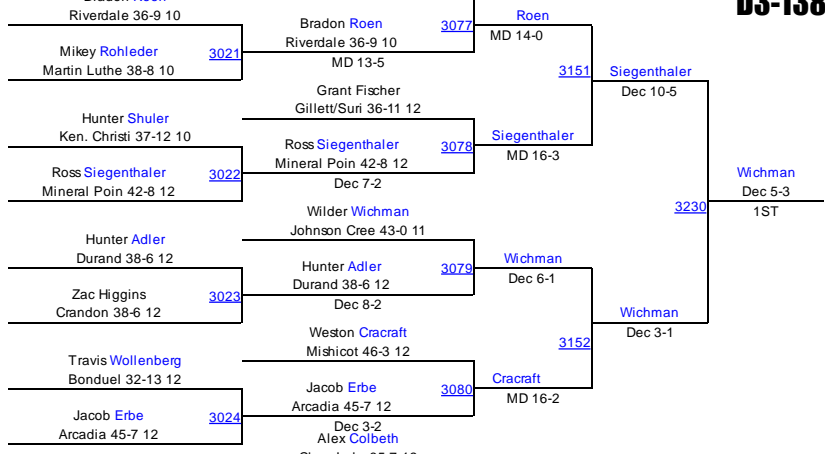 D3-138
Riverdale 36-9 10
Mikey Rohleder
Martin Luthe 38-8 10
3021
Bradon Roen
Riverdale 36-9 10
MD 13-5
3077
Roen
MD 14-0
Grant Fischer
Gillett/Suri 36-11 12
3151
Siegenthaler
Dec 10-5
Hunter Shuler
Ken. Christi 37-12 10
Ross Siegenthaler
Mineral Poin 42-8 12
3022
Ross Siegenthaler
Mineral Poin 42-8 12
Dec 7-2
3078
Siegenthaler
MD 16-3
Wilder Wichman
Johnson Cree 43-0 11
3230
Wichman
Dec 5-3
1ST
Hunter Adler
Durand 38-6 12
Zac Higgins
Crandon 38-6 12
3023
Hunter Adler
Durand 38-6 12
Dec 8-2
3079
Wichman
Dec 6-1
Weston Cracraft
Mishicot 46-3 12
3152
Wichman
Dec 3-1
Travis Wollenberg
Bonduel 32-13 12
Jacob Erbe
Arcadia 45-7 12
3024
Jacob Erbe
Arcadia 45-7 12
Dec 3-2
3080
Cracraft
MD 16-2
Alex Colbeth